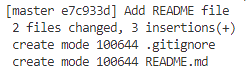 [master e7c933d] Add README file
2 files changed, 3 insertions(+)
create mode 100644 .gitignore
create mode 100644 README.md